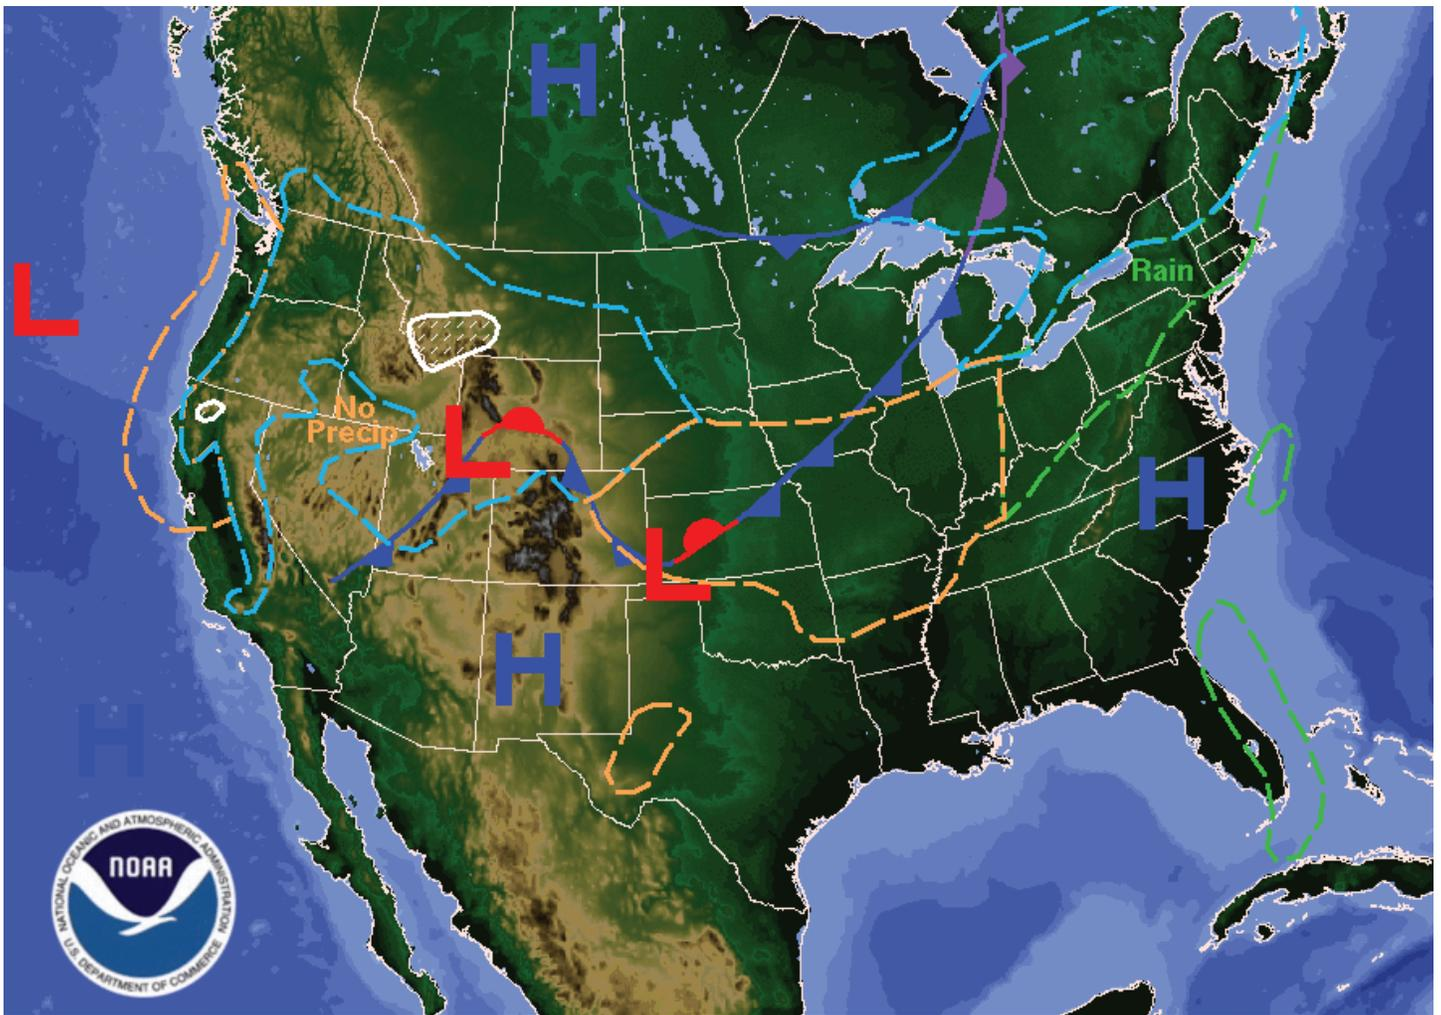 H
L
Rain
No
Precip
L
H
L
H
H
NOAA
NATIONAL OCEANIC AND ATMOSPHERIC ADMINISTRATION
U.S. DEPARTMENT OF COMMERCE